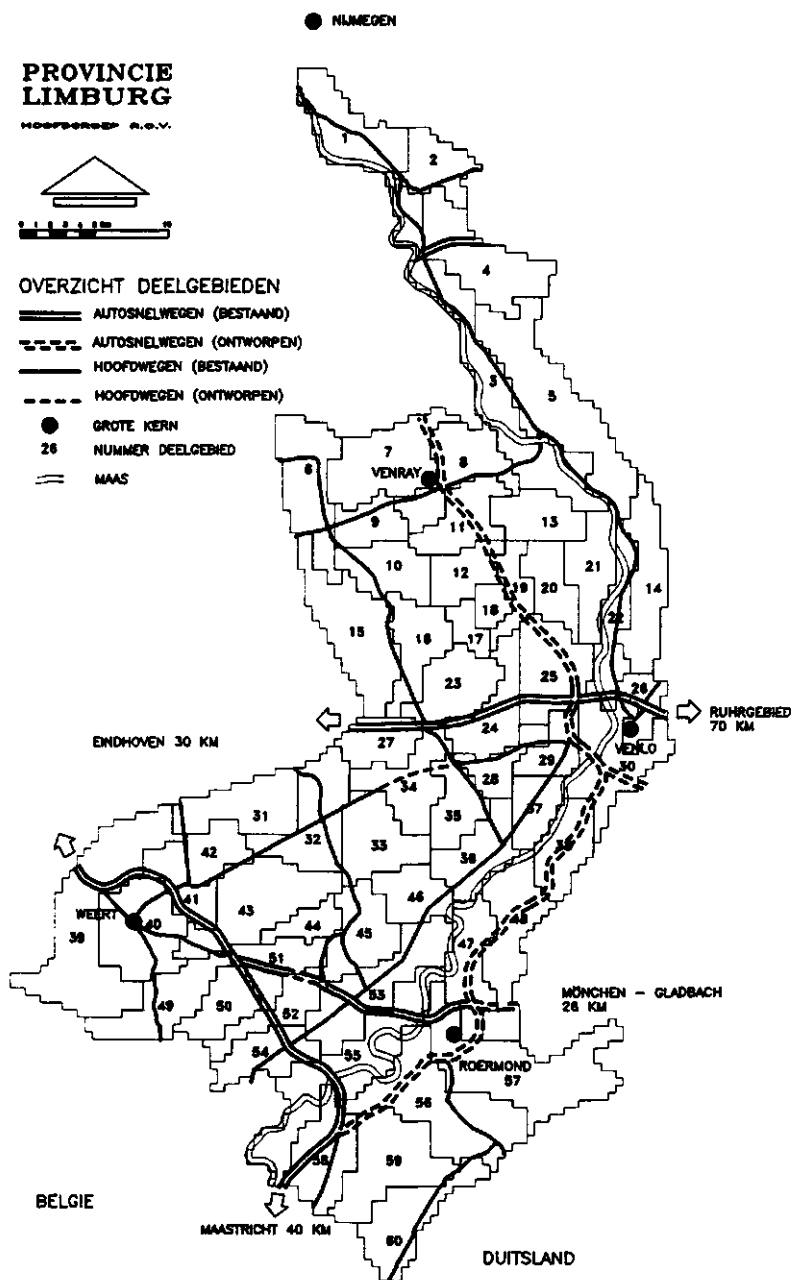 NIJMEGEN
PROVINCIE
LIMBURG
HOOFDGROEP R.O.V.
OVERZICHT DEELGEBIEDEN
AUTOSNELWEGEN (BESTAAND)
AUTOSNELWEGEN (ONTWORPEN)
HOOFDWEGEN (BESTAAND)
HOOFDWEGEN (ONTWORPEN)
GROTE KERN
26 NUMMER DEELGEBIED
MAAS
1
2
4
3
5
7
8
6
VENRAY
9
11
13
10
12
19
20
21
14
18
22
15
16
17
23
25
26
RUHRGEBIED
70 KM
24
EINDHOVEN 30 KM
27
VENLO
30
29
28
34
31
32
35
37
33
36
38
42
46
41
43
WEERT
40
39
44
45
48
47
51
MÖNCHEN - GLADBACH
26 KM
49
50
52
53
54
55
ROERMOND
57
56
58
59
BELGIE
MAASTRICHT 40 KM
60
DUITSLAND